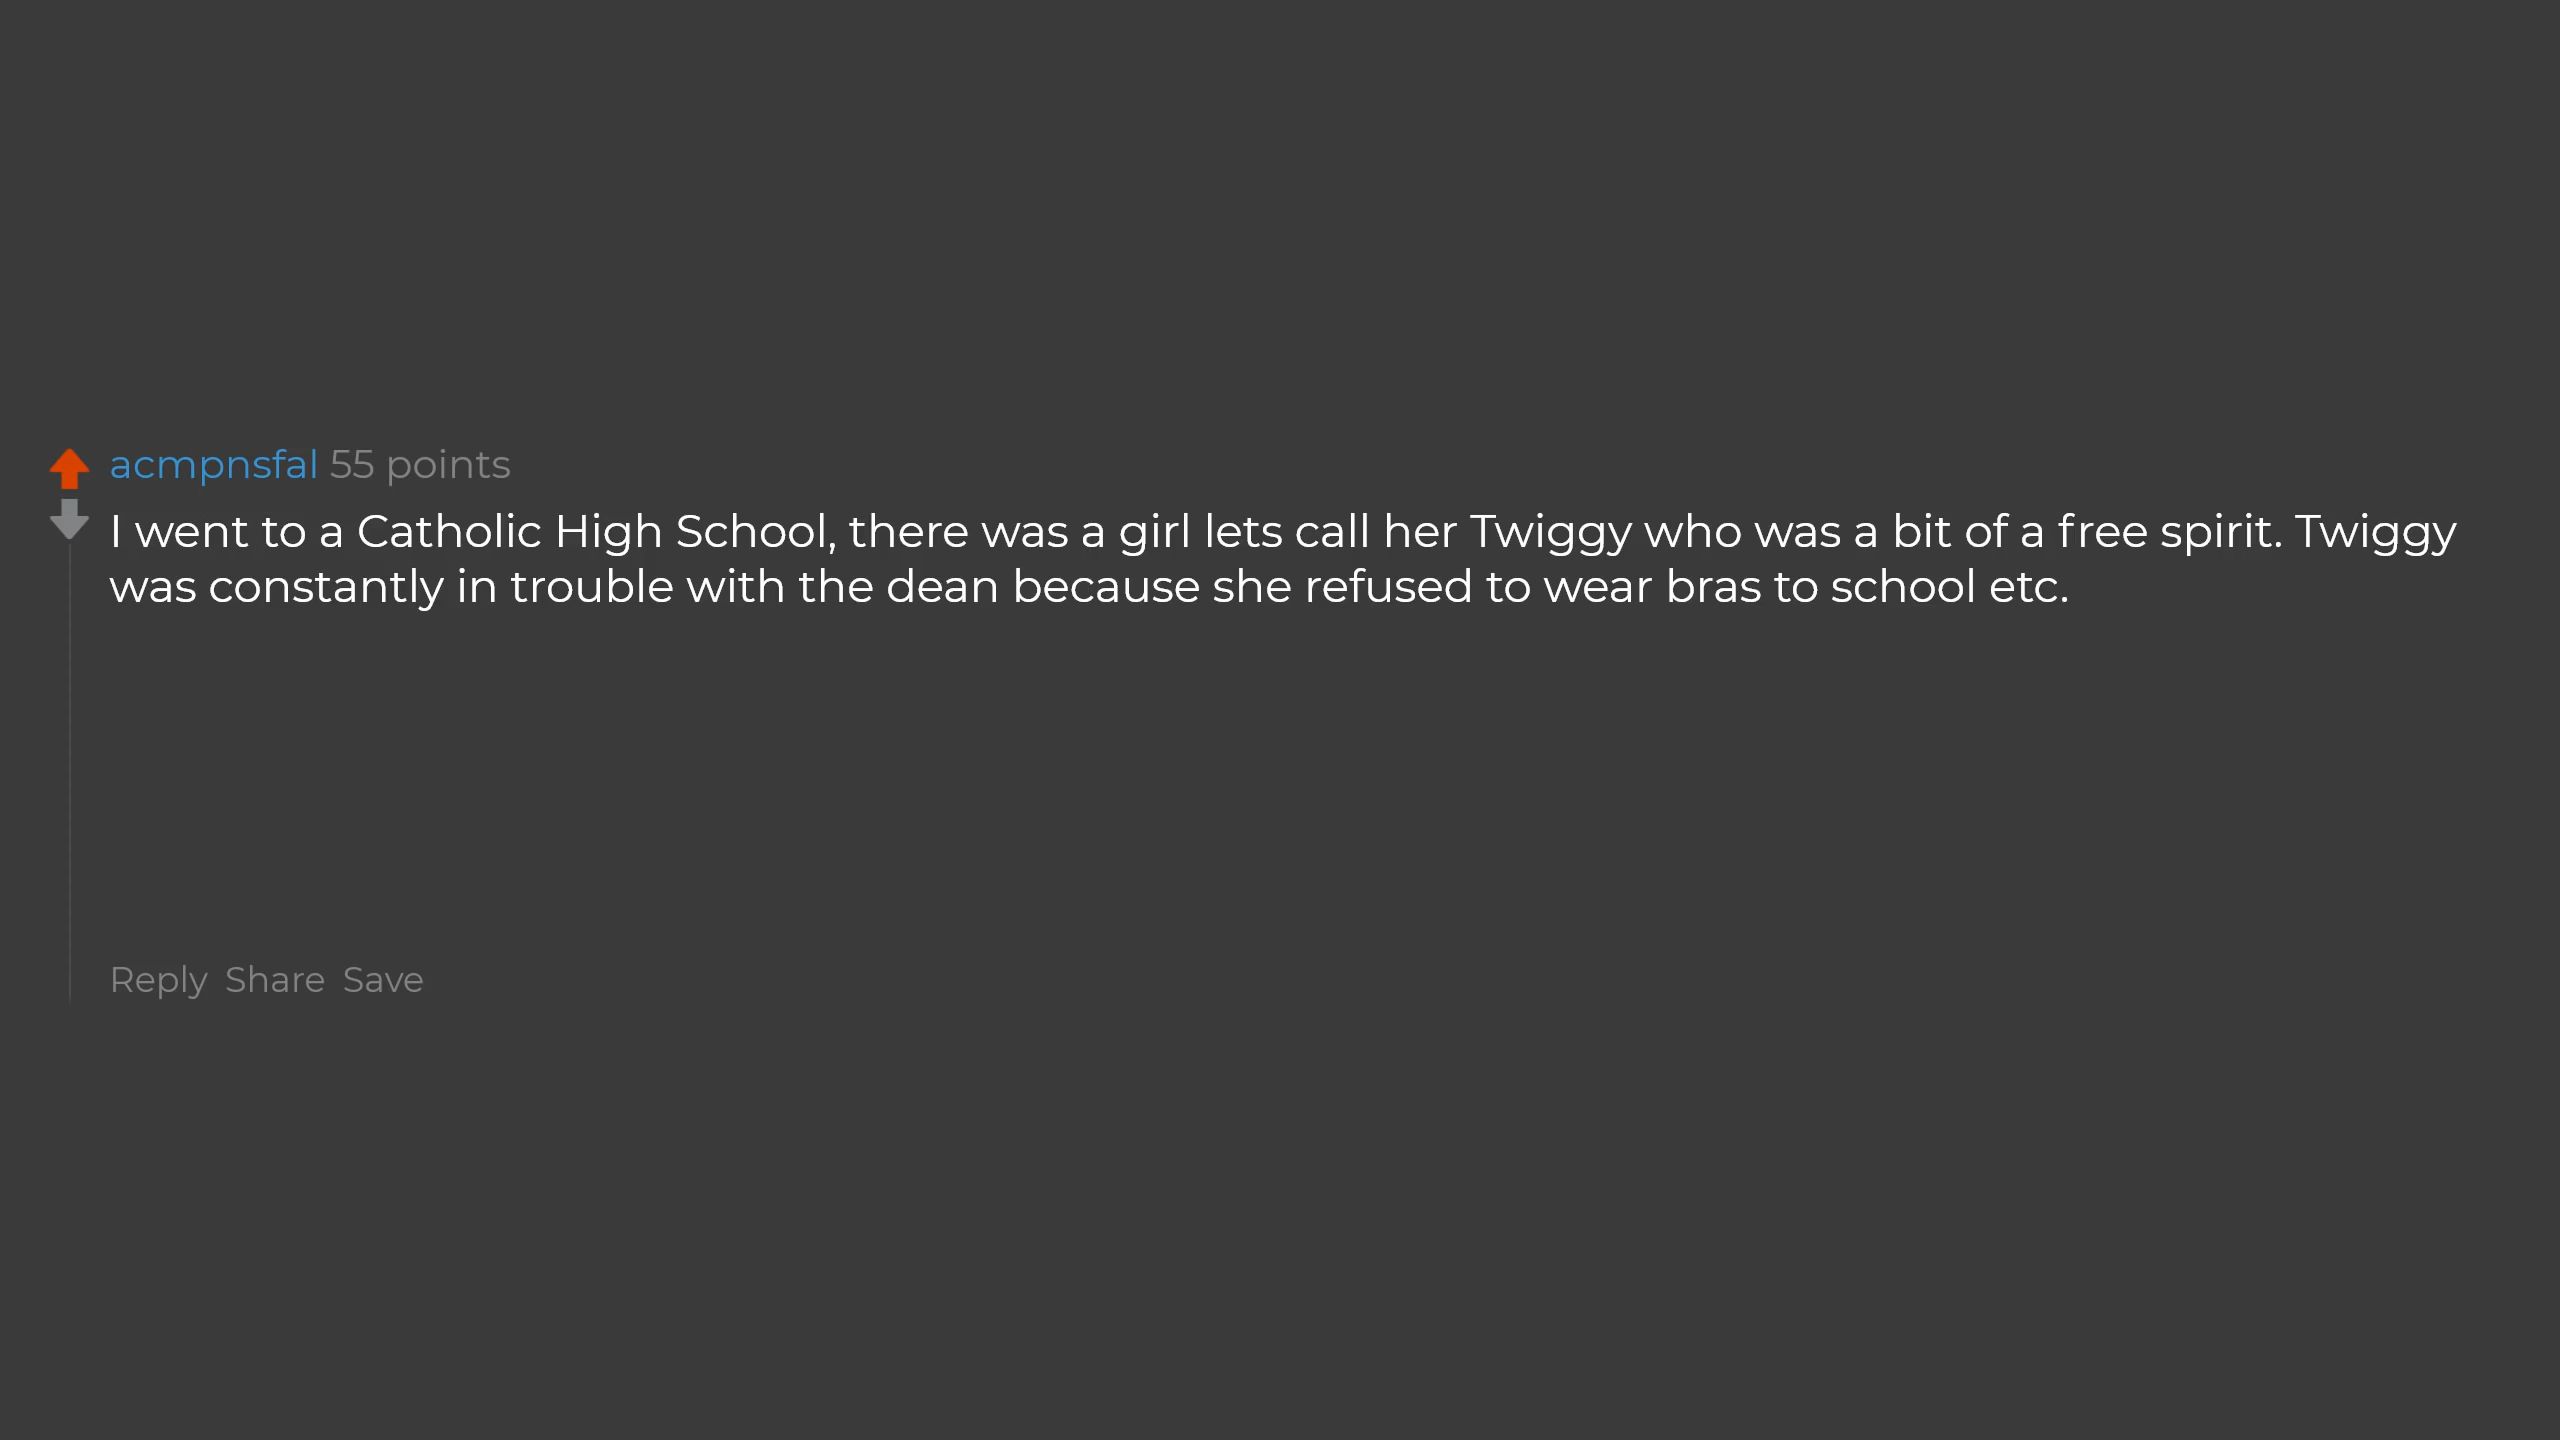 acmpnsfal 55 points
I went to a Catholic High School, there was a girl lets call her Twiggy who was a bit of a free spirit. Twiggy
was constantly in trouble with the dean because she refused to wear bras to school etc.
Reply Share Save